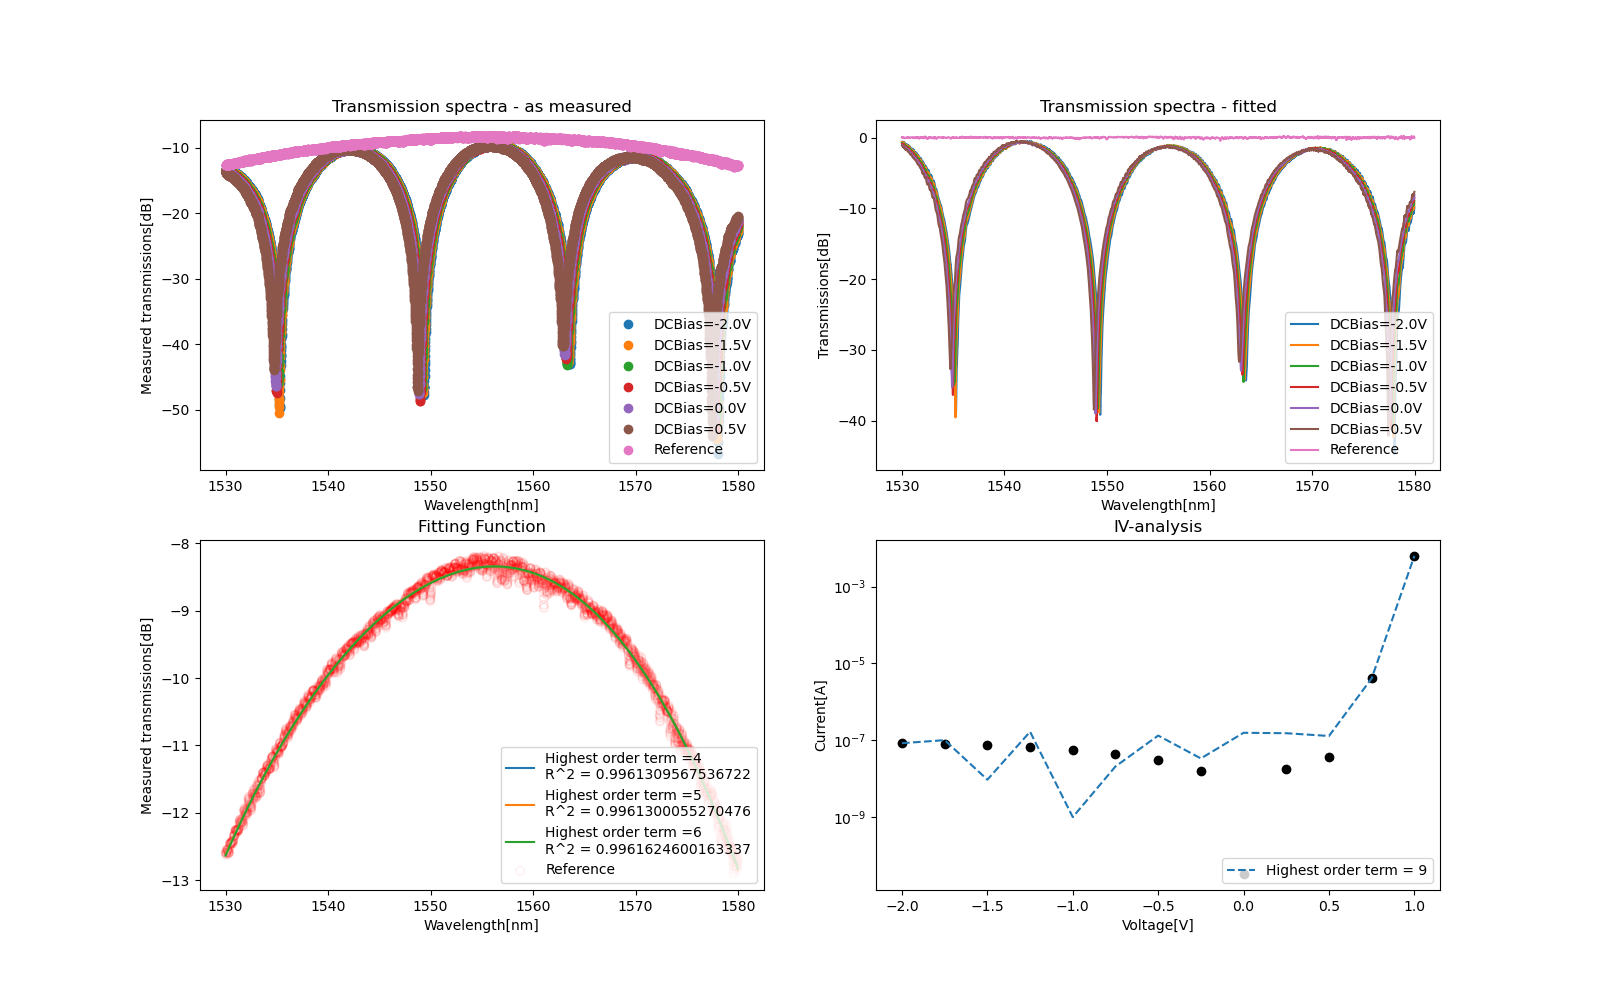 Transmission spectra - as measured
Measured transmissions[dB]
−10
−20
−30
−40
−50
DCBias=-2.0V
DCBias=-1.5V
DCBias=-1.0V
DCBias=-0.5V
DCBias=0.0V
DCBias=0.5V
Reference
1530 1540 1550 1560 1570 1580
Wavelength[nm]
Transmission spectra - fitted
Transmissions[dB]
0
−10
−20
−30
−40
DCBias=-2.0V
DCBias=-1.5V
DCBias=-1.0V
DCBias=-0.5V
DCBias=0.0V
DCBias=0.5V
Reference
1530 1540 1550 1560 1570 1580
Wavelength[nm]
Fitting Function
Measured transmissions[dB]
−8
−9
−10
−11
−12
−13
Highest order term =4
R^2 = 0.9961309567536722
Highest order term =5
R^2 = 0.9961300055270476
Highest order term =6
R^2 = 0.9961624600163337
Reference
1530 1540 1550 1560 1570 1580
Wavelength[nm]
IV-analysis
Current[A]
10⁻³
10⁻⁵
10⁻⁷
10⁻⁹
Highest order term = 9
−2.0 −1.5 −1.0 −0.5 0.0 0.5 1.0
Voltage[V]